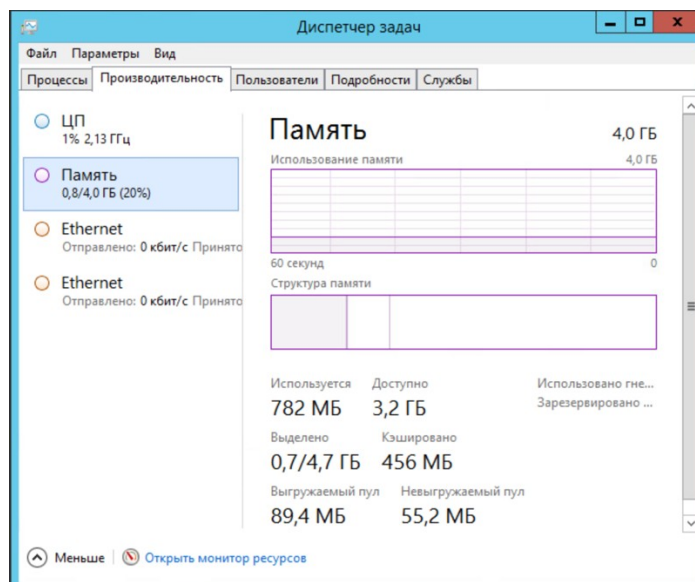 Диспетчер задач
Файл Параметры Вид
Процессы Производительность Пользователи Подробности Службы
ЦП
1% 2,13 ГГц
Память
0,8/4,0 ГБ (20%)
Ethernet
Отправлено: 0 кбит/с Принято
Ethernet
Отправлено: 0 кбит/с Принято
Память 4,0 ГБ
Использование памяти 4,0 ГБ
60 секунд 0
Структура памяти
Используется Доступно Использовано гне...
782 МБ 3,2 ГБ Зарезервировано ...
Выделено Кэшировано
0,7/4,7 ГБ 456 МБ
Выгружаемый пул Невыгружаемый пул
89,4 МБ 55,2 МБ
Меньше Открыть монитор ресурсов